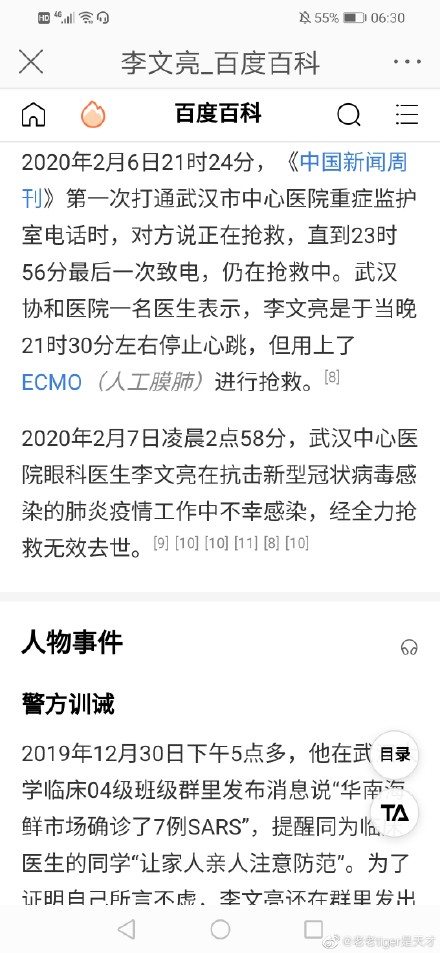 HD 4G 55% 06:30
李文亮_百度百科
百度百科
2020年2月6日21时24分，《中国新闻周
刊》第一次打通武汉市中心医院重症监护
室电话时，对方说正在抢救，直到23时
56分最后一次致电，仍在抢救中。武汉
协和医院一名医生表示，李文亮是于当晚
21时30分左右停止心跳，但用上了
ECMO（人工膜肺）进行抢救。[8]
2020年2月7日凌晨2点58分，武汉中心医
院眼科医生李文亮在抗击新型冠状病毒感
染的肺炎疫情工作中不幸感染，经全力抢
救无效去世。[9] [10] [10] [11] [8] [10]
人物事件
警方训诫
2019年12月30日下午5点多，他在武
目录
学临床04级班级群里发布消息说“华南海
鲜市场确诊了7例SARS”，提醒同为临床
TA
医生的同学“让家人亲人注意防范”。为了
证明自己所言不虚，李文亮还在群里发出
@老老tiger是天才